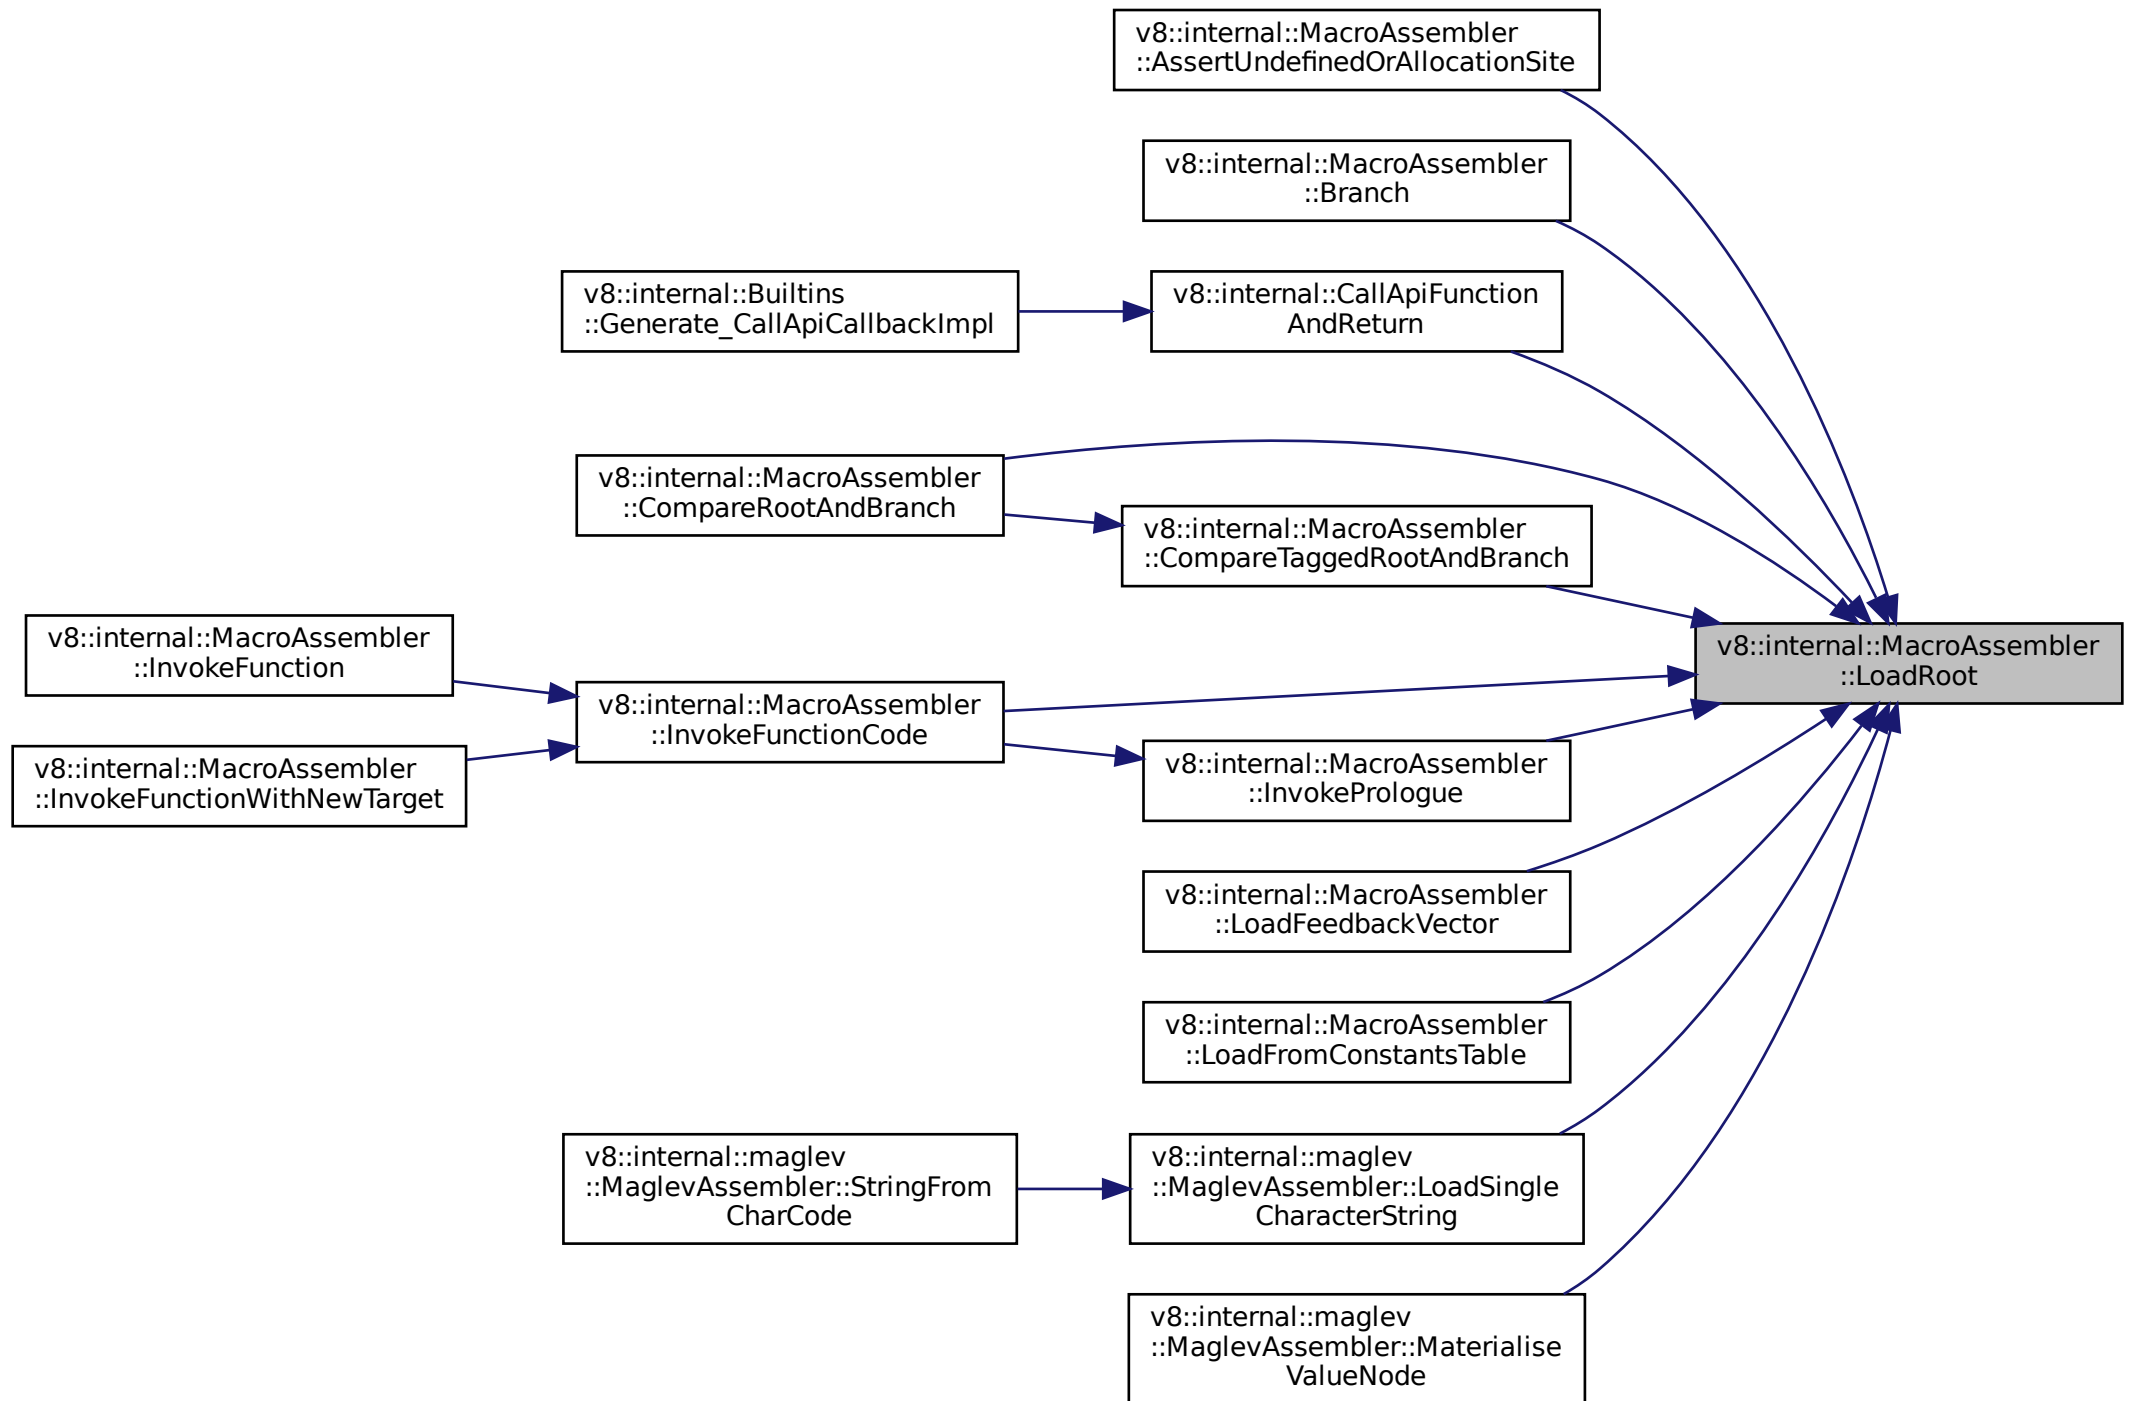 v8::internal::MacroAssembler
::AssertUndefinedOrAllocationSite
v8::internal::MacroAssembler
::Branch
v8::internal::Builtins
::Generate_CallApiCallbackImpl
v8::internal::CallApiFunction
AndReturn
v8::internal::MacroAssembler
::CompareRootAndBranch
v8::internal::MacroAssembler
::CompareTaggedRootAndBranch
v8::internal::MacroAssembler
::InvokeFunction
v8::internal::MacroAssembler
::LoadRoot
v8::internal::MacroAssembler
::InvokeFunctionCode
v8::internal::MacroAssembler
::InvokeFunctionWithNewTarget
v8::internal::MacroAssembler
::InvokePrologue
v8::internal::MacroAssembler
::LoadFeedbackVector
v8::internal::MacroAssembler
::LoadFromConstantsTable
v8::internal::maglev
::MaglevAssembler::StringFrom
CharCode
v8::internal::maglev
::MaglevAssembler::LoadSingle
CharacterString
v8::internal::maglev
::MaglevAssembler::Materialise
ValueNode